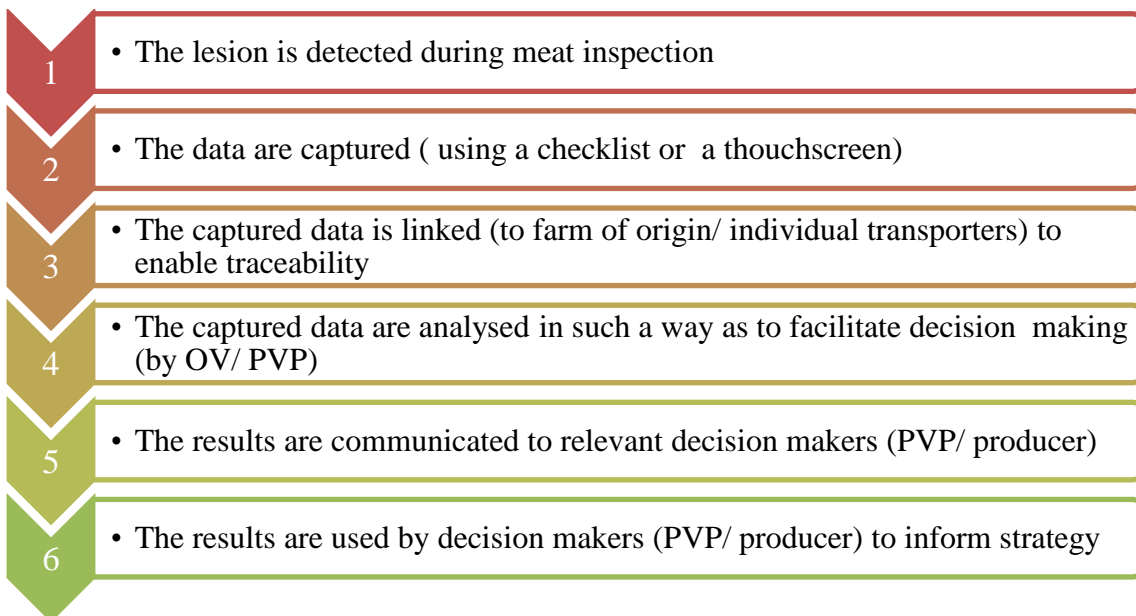 1
• The lesion is detected during meat inspection
2
• The data are captured ( using a checklist or a thouchscreen)
3
• The captured data is linked (to farm of origin/ individual transporters) to
enable traceability
4
• The captured data are analysed in such a way as to facilitate decision making
(by OV/ PVP)
5
• The results are communicated to relevant decision makers (PVP/ producer)
6
• The results are used by decision makers (PVP/ producer) to inform strategy